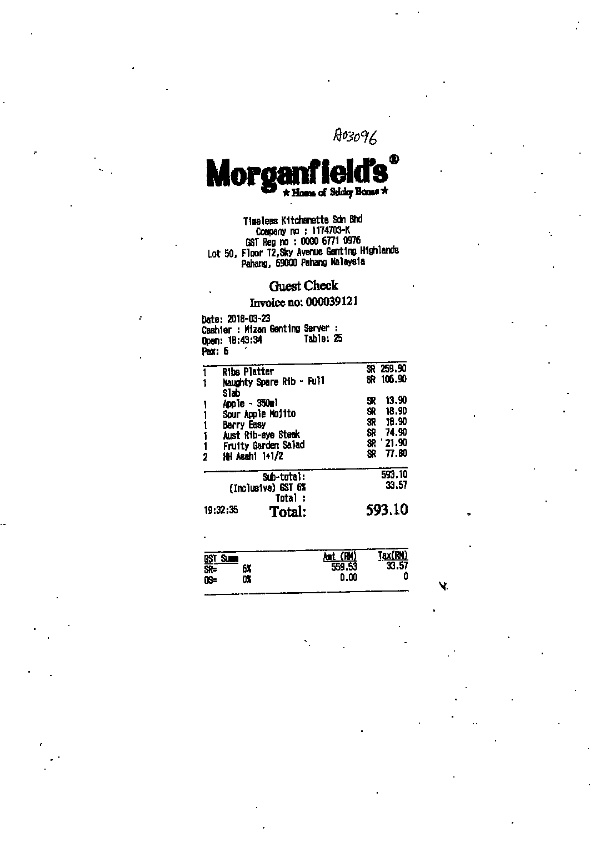 A03096
Morganfield's®
★ Home of Sticky Bones ★
Timeless Kitchenette Sdn Bhd
Company no : 1174703-K
GST Reg no : 0000 6771 0976
Lot 50, Floor T2,Sky Avenue Genting Highlands
Pahang, 69000 Pahang Malaysia
Guest Check
Invoice no: 000039121
Date: 2018-03-23
Cashier : Mizan Genting Server :
Open: 18:43:34 Table: 25
Pax: 6
1 Ribs Platter SR 259.90
1 Naughty Spare Rib - Full SR 106.90
Slab
1 Apple - 350ml SR 13.90
1 Sour Apple Mojito SR 18.90
1 Berry Easy SR 18.90
1 Aust Rib-eye Steak SR 74.90
1 Fruity Garden Salad SR 21.90
2 HH Asahi 1+1/2 SR 77.80
Sub-total: 593.10
(Inclusive) GST 6% 33.57
Total :
19:32:35 Total: 593.10
GST Summ Amt (RM) Tax(RM)
SR= 6% 559.53 33.57
OS= 0% 0.00 0